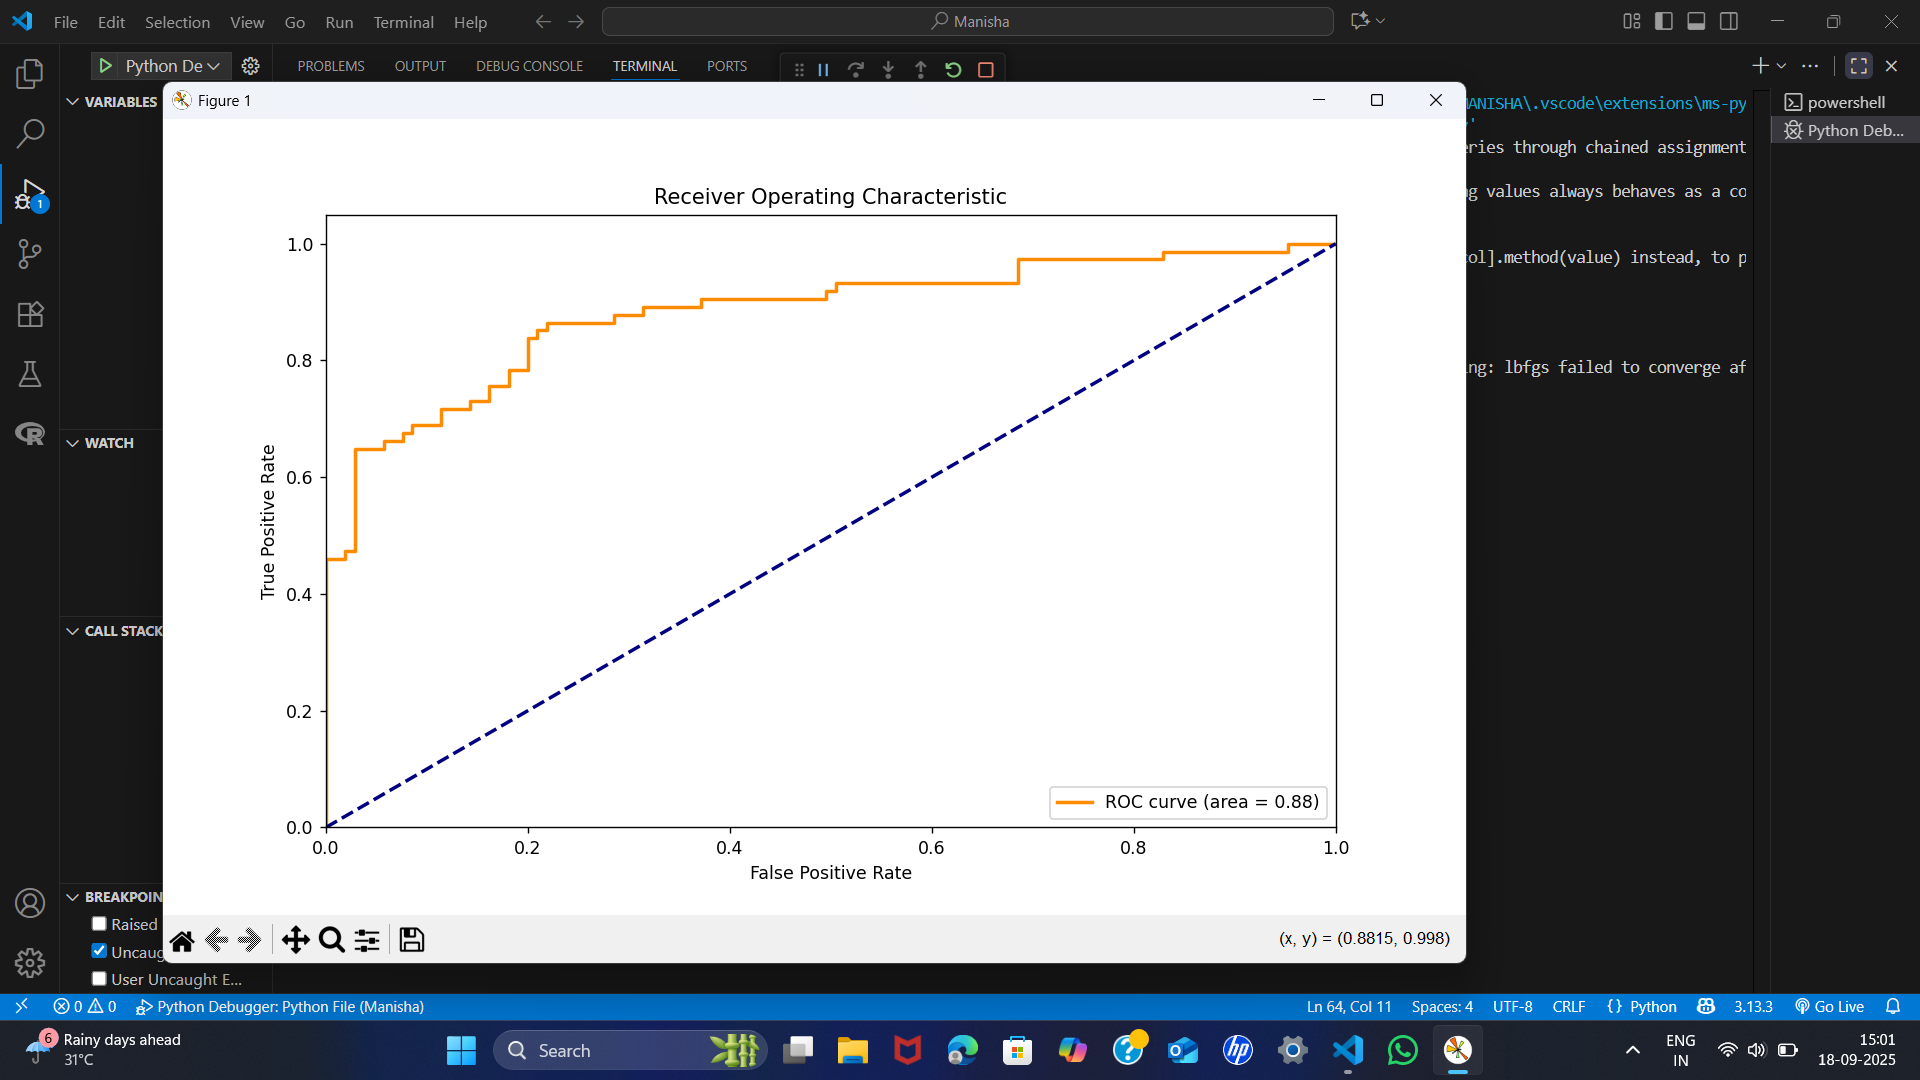 File Edit Selection View Go Run Terminal Help
Manisha
Python De
PROBLEMS OUTPUT DEBUG CONSOLE TERMINAL PORTS
VARIABLES
Figure 1
MANISHA\.vscode\extensions\ms-py
powershell
Python Deb...
eries through chained assignment
ng values always behaves as a co
col].method(value) instead, to p
ing: lbfgs failed to converge af
1
Receiver Operating Characteristic
1.0
0.8
0.6
0.4
0.2
0.0
True Positive Rate
ROC curve (area = 0.88)
0.0 0.2 0.4 0.6 0.8 1.0
False Positive Rate
WATCH
CALL STACK
BREAKPOIN
Raised
Uncaug
User Uncaught E...
(x, y) = (0.8815, 0.998)
0 0 Python Debugger: Python File (Manisha)
Ln 64, Col 11 Spaces: 4 UTF-8 CRLF {} Python 3.13.3 Go Live
6
Rainy days ahead
31°C
Search
ENG
IN
15:01
18-09-2025